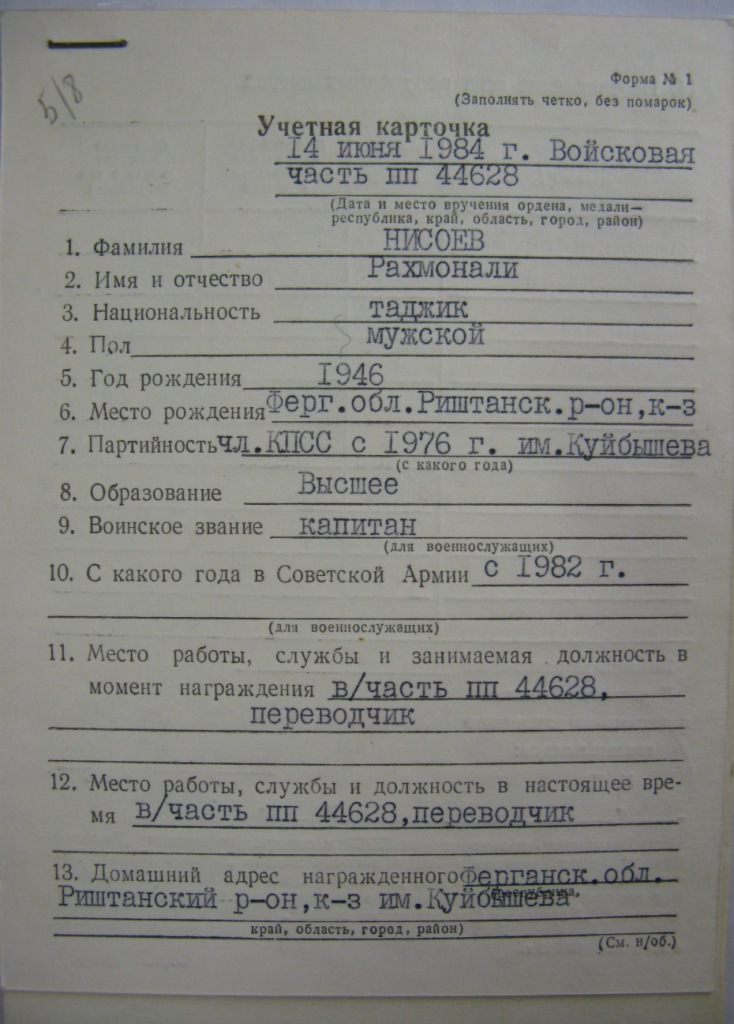 5/8
Форма № 1
(Заполнять четко, без помарок)
Учетная карточка
14 июня 1984 г. Войсковая
часть пп 44628
(Дата и место вручения ордена, медали—
республика, край, область, город, район)
1. Фамилия НИСОЕВ
2. Имя и отчество Рахмонали
3. Национальность таджик
4. Пол мужской
5. Год рождения 1946
6. Место рождения Ферг.обл.Риштанск.р-он,к-з
7. Партийность чл.КПСС с 1976 г. им.Куйбышева
(с какого года)
8. Образование Высшее
9. Воинское звание капитан
(для военнослужащих)
10. С какого года в Советской Армии с 1982 г.
(для военнослужащих)
11. Место работы, службы и занимаемая должность в
момент награждения в/часть пп 44628,
переводчик
12. Место работы, службы и должность в настоящее вре-
мя в/часть пп 44628,переводчик
13. Домашний адрес награжденного Ферганск.обл.
(республика,
Риштанский р-он,к-з им.Куйбышева
край, область, город, район)
(См. н/об.)